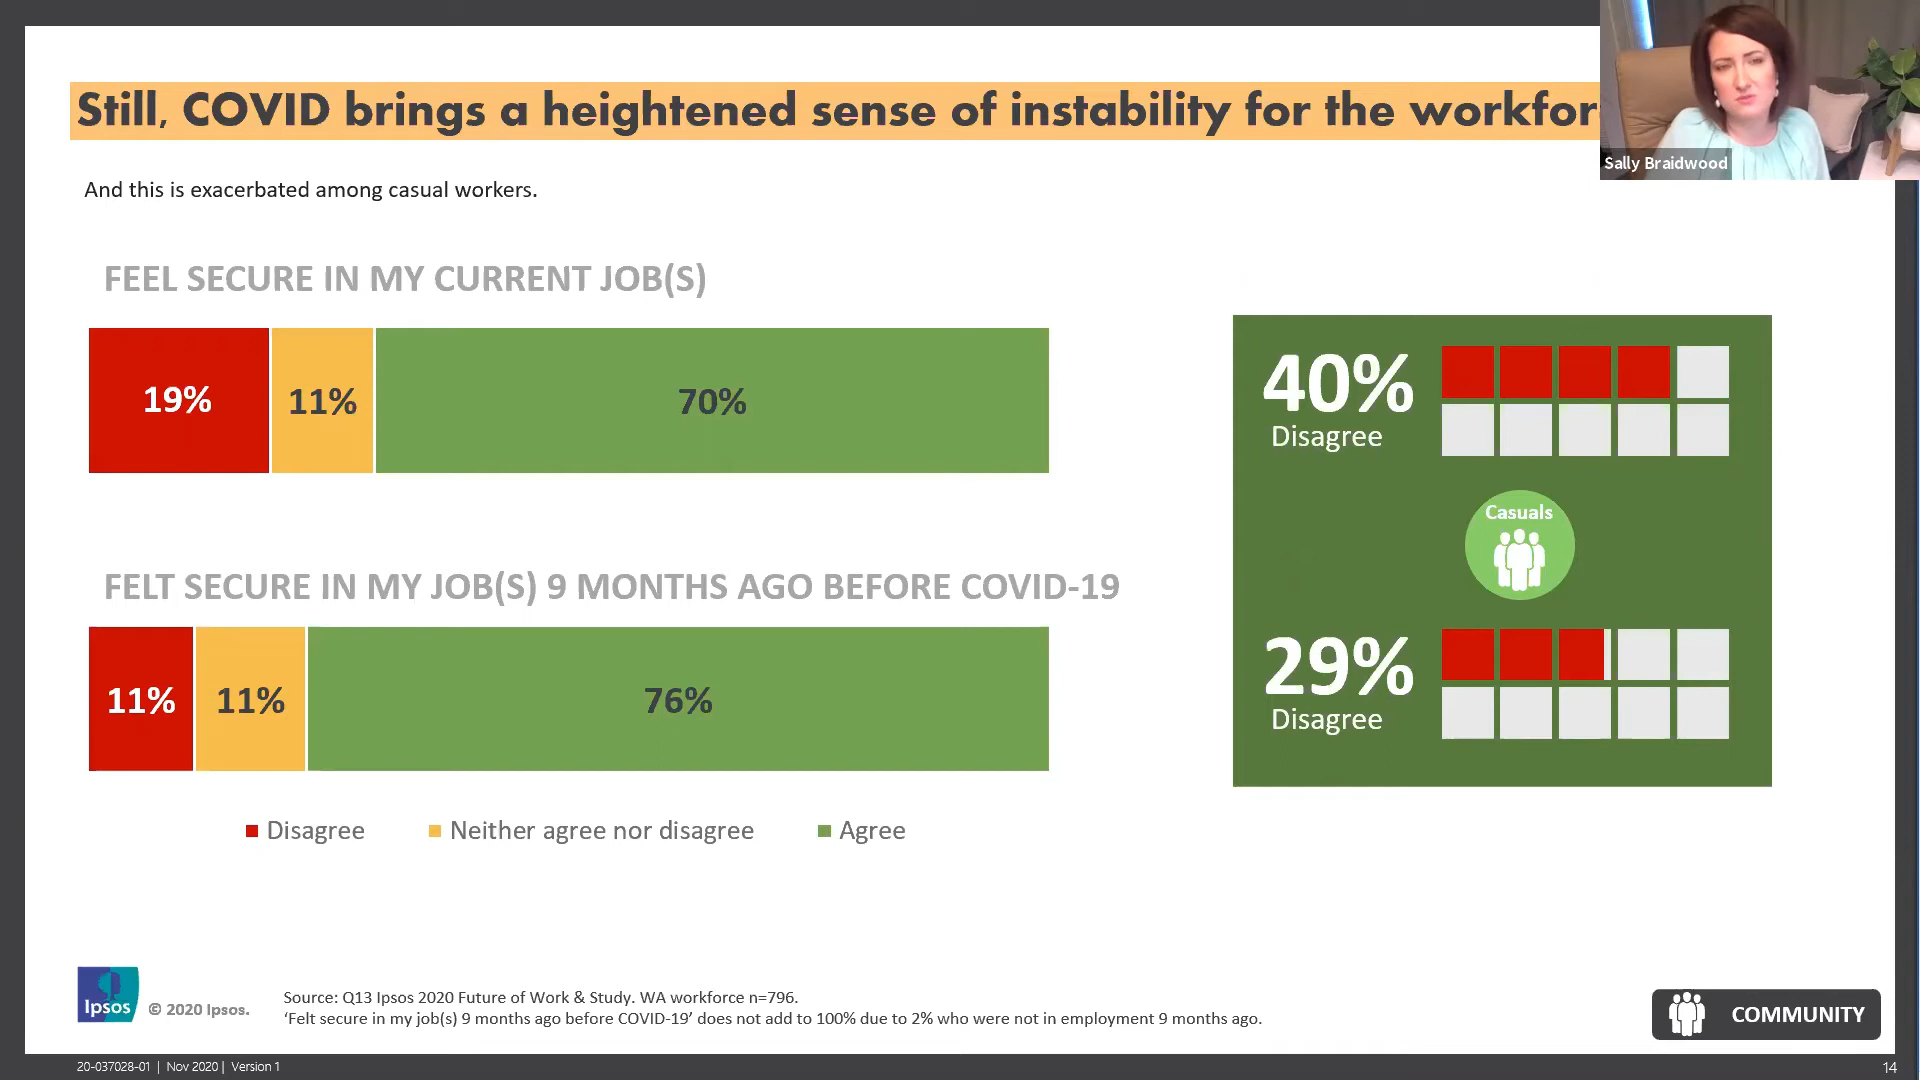 Still, COVID brings a heightened sense of instability for the workfor
Sally Braidwood
And this is exacerbated among casual workers.
FEEL SECURE IN MY CURRENT JOB(S)
19%
11%
70%
40%
Disagree
Casuals
FELT SECURE IN MY JOB(S) 9 MONTHS AGO BEFORE COVID-19
11%
11%
76%
29%
Disagree
Disagree
Neither agree nor disagree
Agree
Ipsos
© 2020 Ipsos.
Source: Q13 Ipsos 2020 Future of Work & Study. WA workforce n=796.
‘Felt secure in my job(s) 9 months ago before COVID-19’ does not add to 100% due to 2% who were not in employment 9 months ago.
COMMUNITY
20-037028-01 | Nov 2020 | Version 1
14